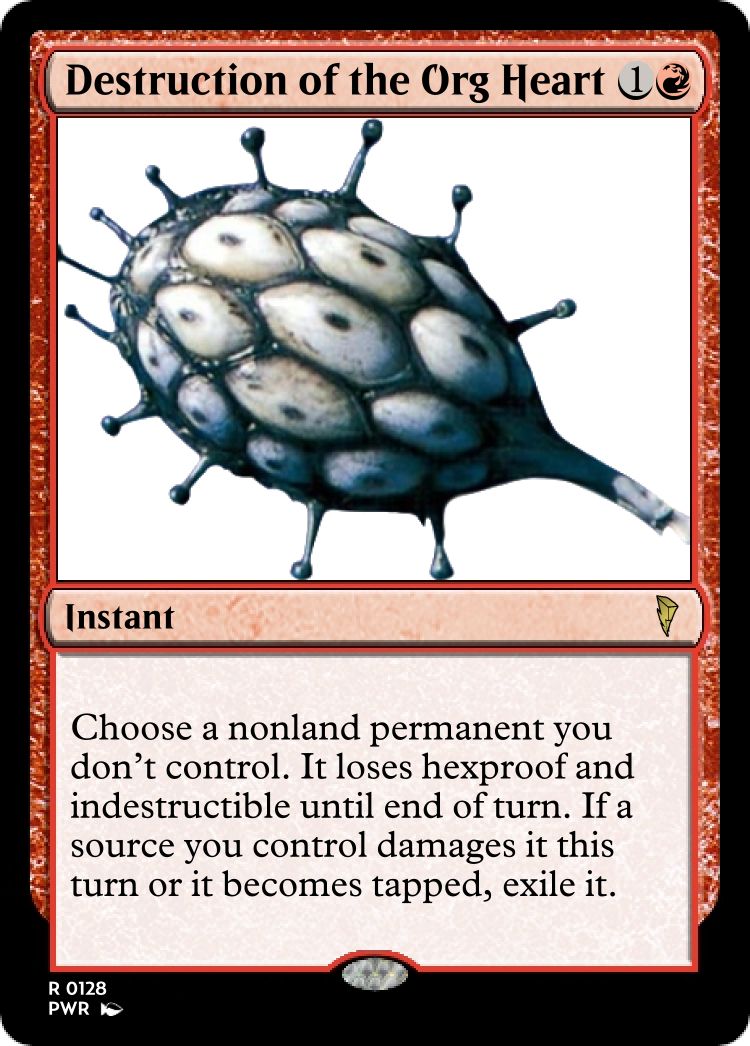 Destruction of the Org Heart 1
Instant
Choose a nonland permanent you
don't control. It loses hexproof and
indestructible until end of turn. If a
source you control damages it this
turn or it becomes tapped, exile it.
R 0128
PWR